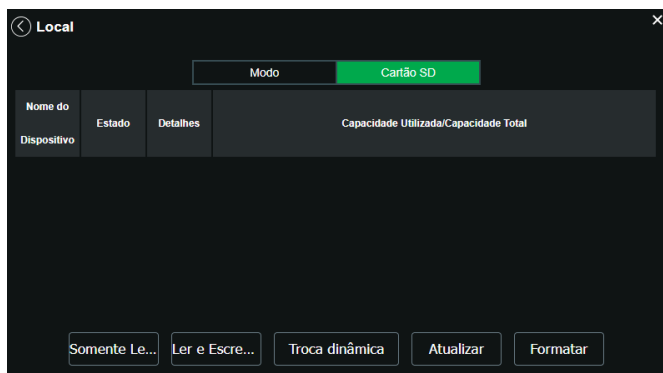 Local
Modo
Cartão SD
Nome do
Dispositivo
Estado
Detalhes
Capacidade Utilizada/Capacidade Total
Somente Le...
Ler e Escre...
Troca dinâmica
Atualizar
Formatar